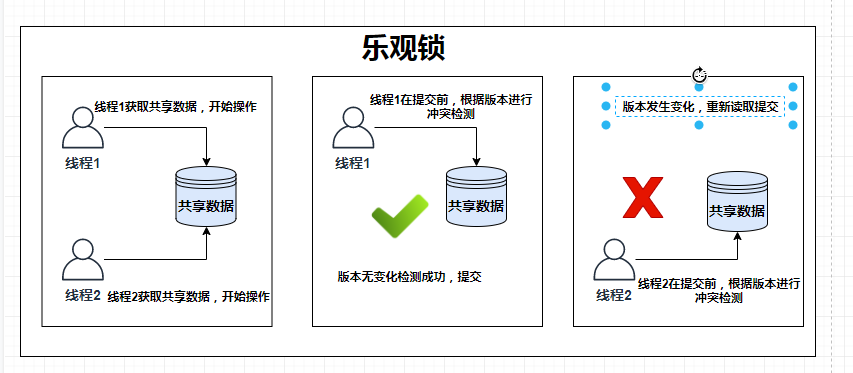 乐观锁
线程1获取共享数据，开始操作
线程1
共享数据
线程2
线程2获取共享数据，开始操作
线程1在提交前，根据版本进行
冲突检测
线程1
共享数据
版本无变化检测成功，提交
版本发生变化，重新读取提交
共享数据
线程2
线程2在提交前，根据版本进行
冲突检测